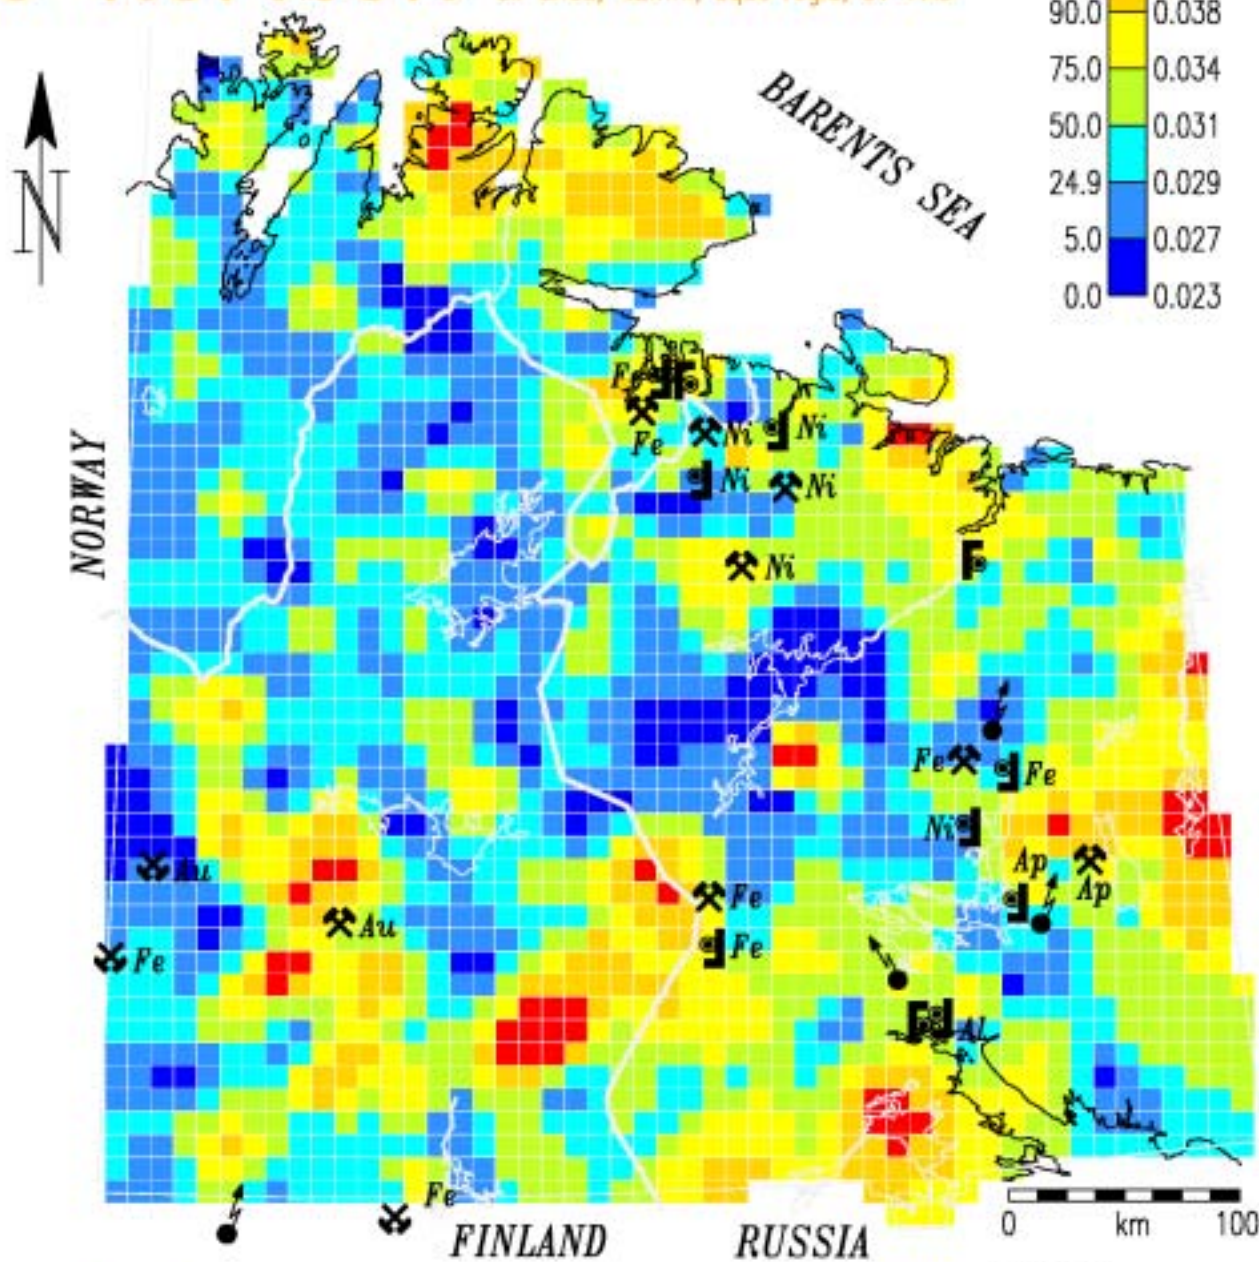 90.0 0.038
75.0 0.034
50.0 0.031
24.9 0.029
5.0 0.027
0.0 0.023
BARENTS SEA
N
NORWAY
Fe
Fe
Ni
Ni
Ni
Ni
Ni
Fe
Fe
Ni
Ap
Ap
Au
Au
Fe
Fe
Fe
Al
Fe
FINLAND
RUSSIA
0 km 100